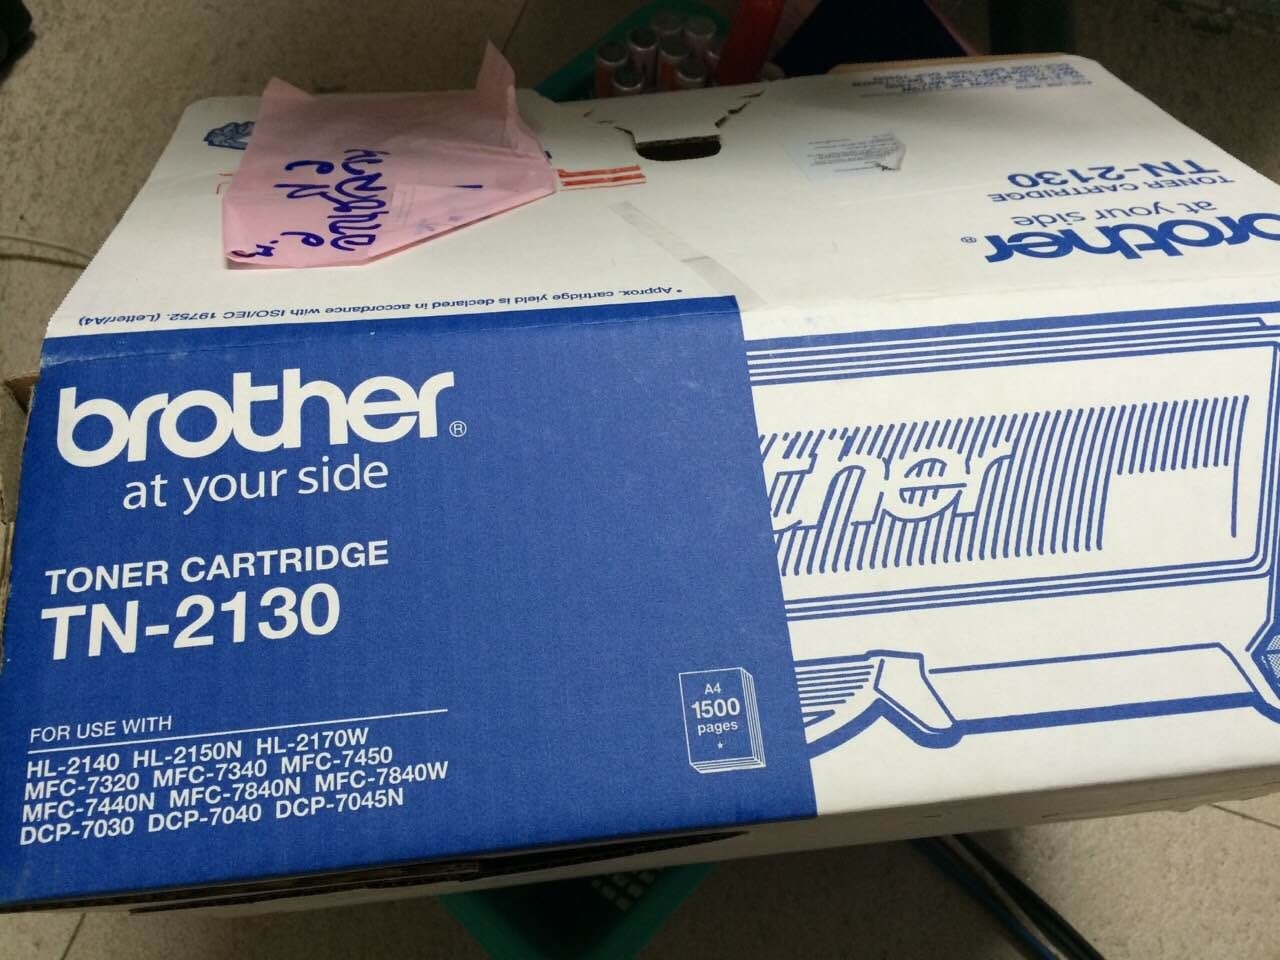 brother®
at your side
TONER CARTRIDGE
TN-2130
FOR USE WITH
HL-2140 HL-2150N HL-2170W
MFC-7320 MFC-7340 MFC-7450
MFC-7440N MFC-7840N MFC-7840W
DCP-7030 DCP-7040 DCP-7045N
A4
1500
pages
*
* Approx. cartridge yield is declared in accordance with ISO/IEC 19752. (Letter/A4)
brother®
at your side
TONER CARTRIDGE
TN-2130
ther